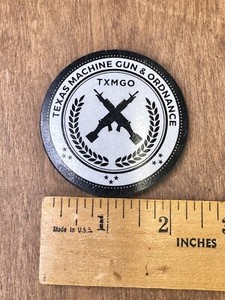 TEXAS MACHINE GUN & ORDNANCE
TXMGO
Made in U.S.A.
1
2
INCHES